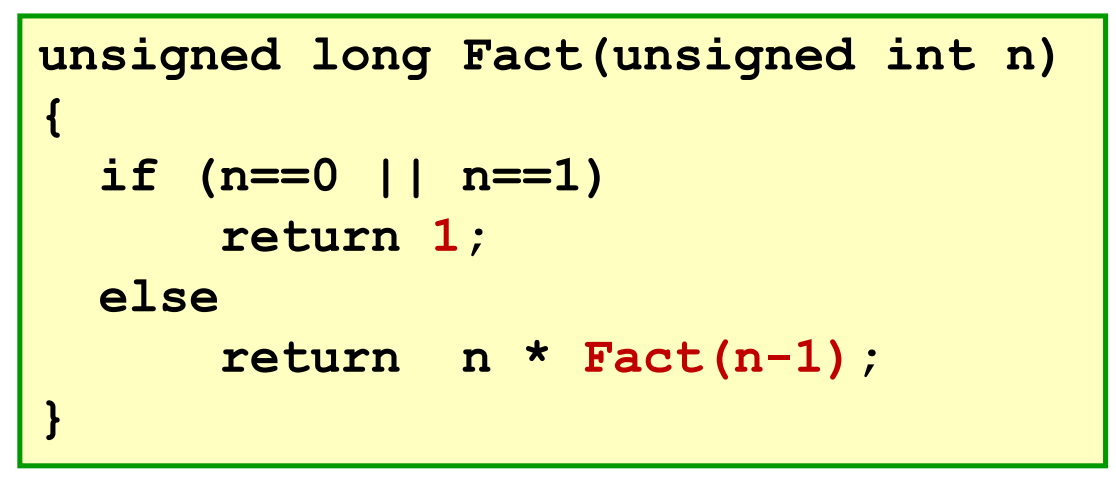 unsigned long Fact(unsigned int n)
{
  if (n==0 || n==1)
      return 1;
  else
      return  n * Fact(n-1);
}